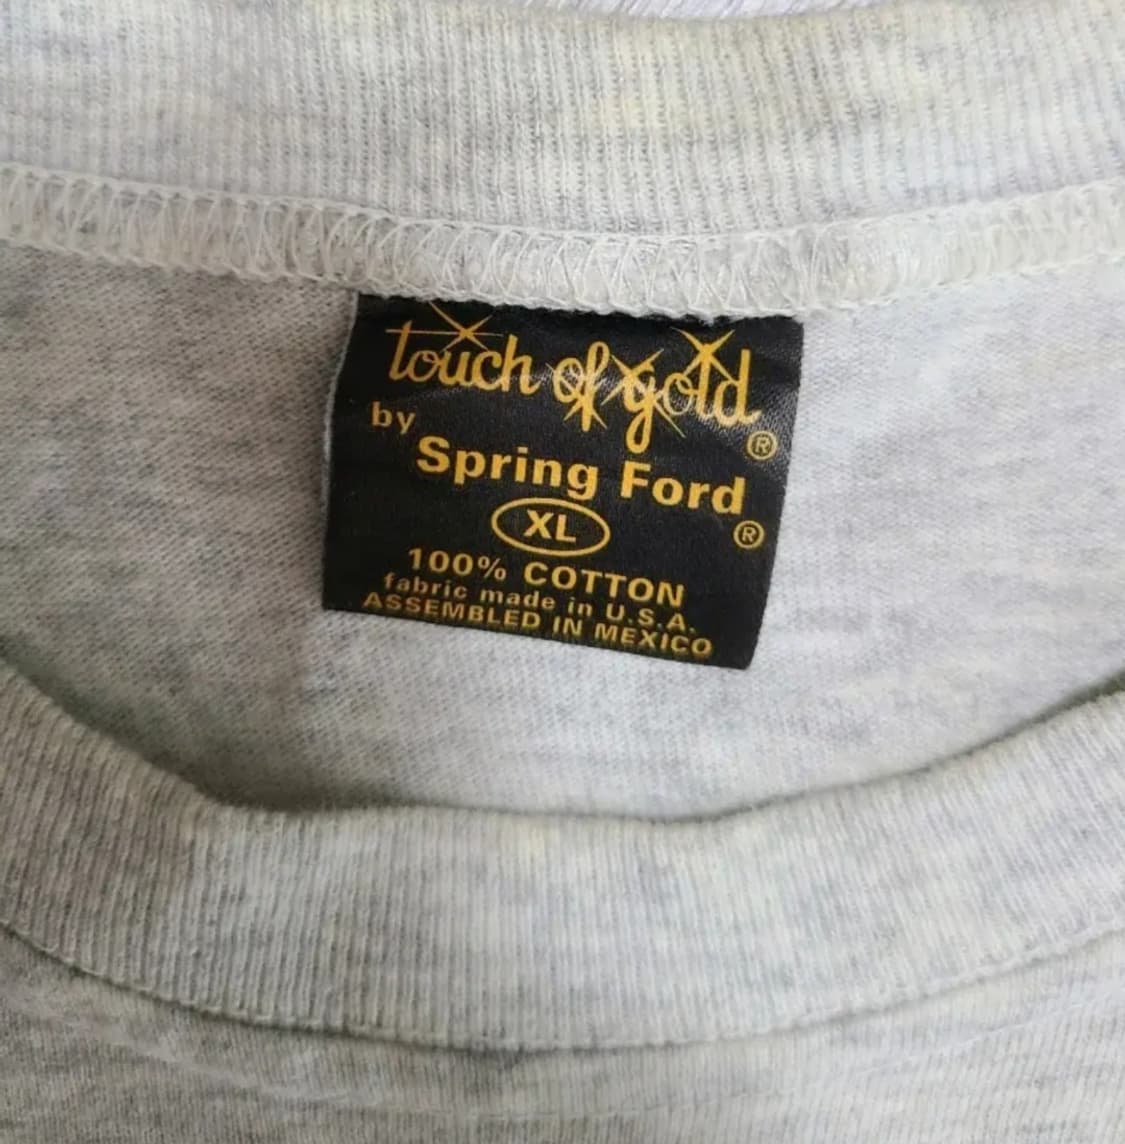 touch of gold®
by
Spring Ford®
XL
100% COTTON
fabric made in U.S.A.
ASSEMBLED IN MEXICO